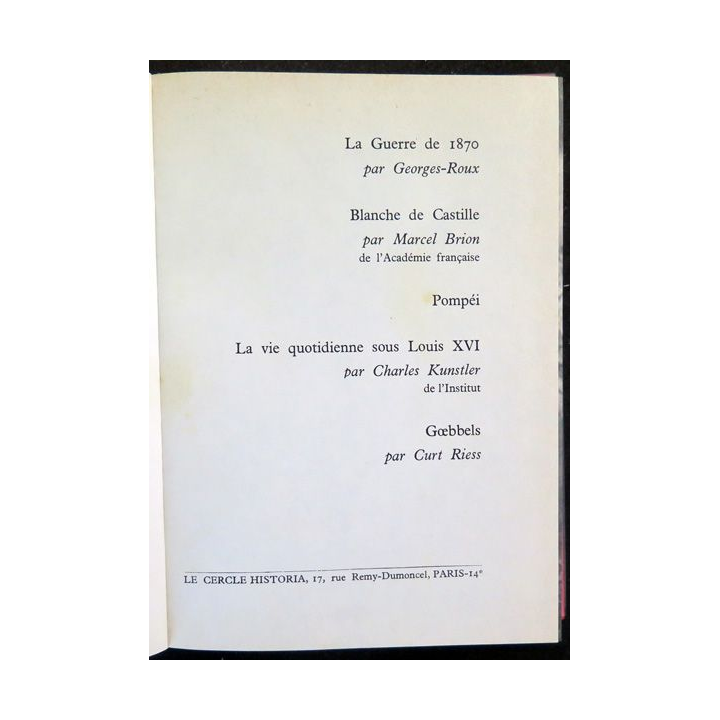 La Guerre de 1870
par Georges-Roux
Blanche de Castille
par Marcel Brion
de l'Académie française
Pompéi
La vie quotidienne sous Louis XVI
par Charles Kunstler
de l'Institut
Gœbbels
par Curt Riess
LE CERCLE HISTORIA, 17, rue Remy-Dumoncel, PARIS-14e